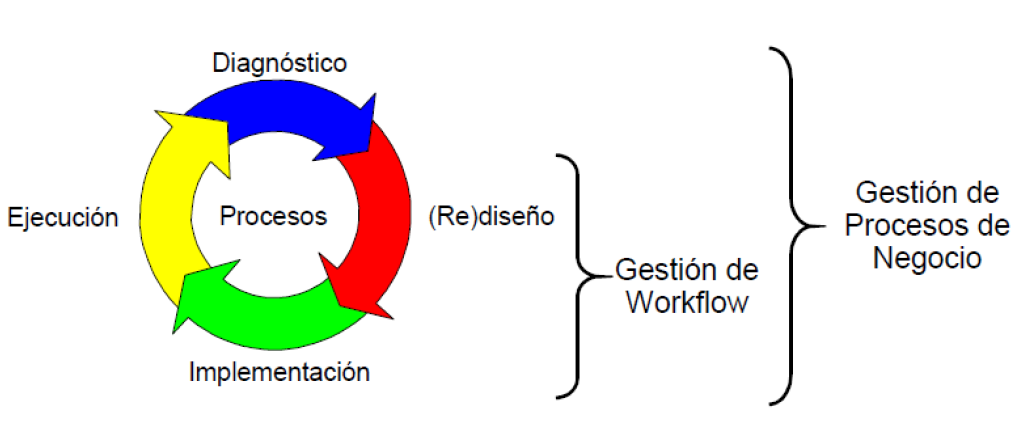 Diagnóstico
Ejecución
Procesos
(Re)diseño
Implementación
Gestión de
Workflow
Gestión de
Procesos de
Negocio